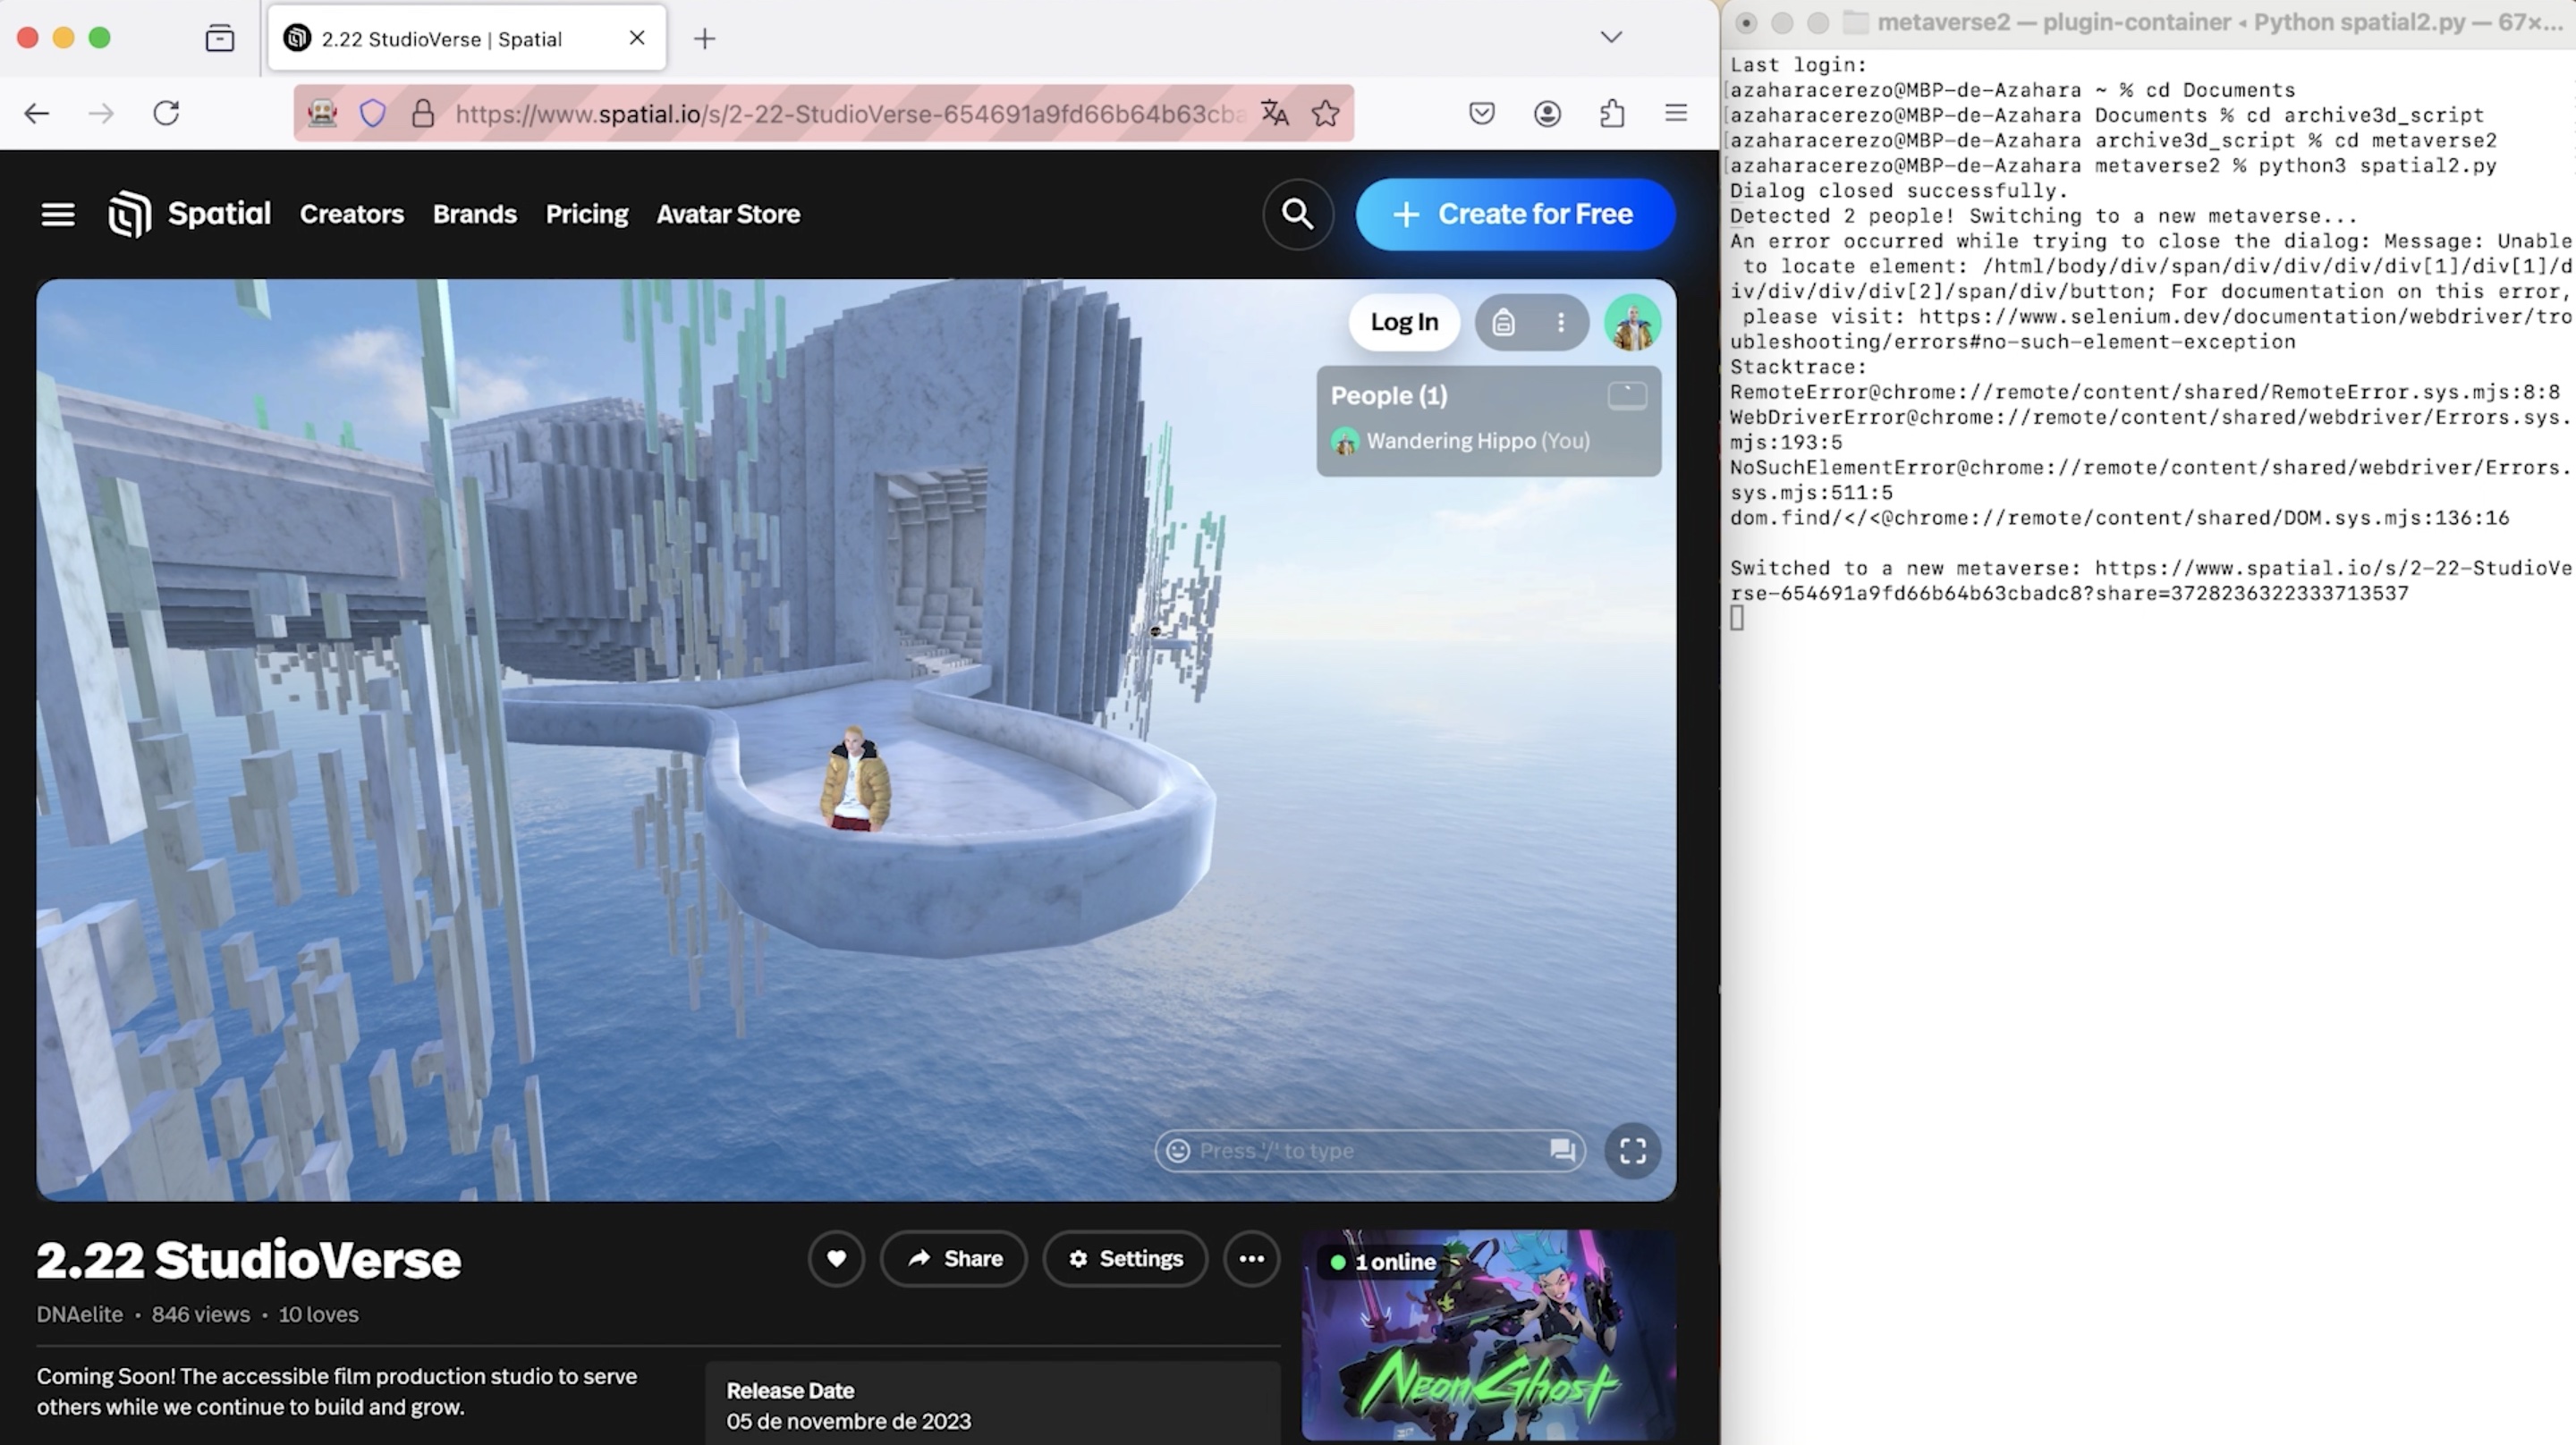 2.22 StudioVerse | Spatial
https://www.spatial.io/s/2-22-StudioVerse-654691a9fd66b64b63cba
Spatial Creators Brands Pricing Avatar Store
+ Create for Free
Log In
People (1)
Wandering Hippo (You)
Press '/' to type
2.22 StudioVerse
Share
Settings
DNAelite • 846 views • 10 loves
Coming Soon! The accessible film production studio to serve
others while we continue to build and grow.
Release Date
05 de novembre de 2023
1 online
Neon Ghost
metaverse2 — plugin-container ◂ Python spatial2.py — 67×...
Last login:
[azaharacerezo@MBP-de-Azahara ~ % cd Documents
[azaharacerezo@MBP-de-Azahara Documents % cd archive3d_script
[azaharacerezo@MBP-de-Azahara archive3d_script % cd metaverse2
[azaharacerezo@MBP-de-Azahara metaverse2 % python3 spatial2.py
Dialog closed successfully.
Detected 2 people! Switching to a new metaverse...
An error occurred while trying to close the dialog: Message: Unable
to locate element: /html/body/div/span/div/div/div/div[1]/div[1]/d
iv/div/div/div[2]/span/div/button; For documentation on this error,
please visit: https://www.selenium.dev/documentation/webdriver/tro
ubleshooting/errors#no-such-element-exception
Stacktrace:
RemoteError@chrome://remote/content/shared/RemoteError.sys.mjs:8:8
WebDriverError@chrome://remote/content/shared/webdriver/Errors.sys.
mjs:193:5
NoSuchElementError@chrome://remote/content/shared/webdriver/Errors.
sys.mjs:511:5
dom.find/</<@chrome://remote/content/shared/DOM.sys.mjs:136:16
Switched to a new metaverse: https://www.spatial.io/s/2-22-StudioVe
rse-654691a9fd66b64b63cbadc8?share=3728236322333713537